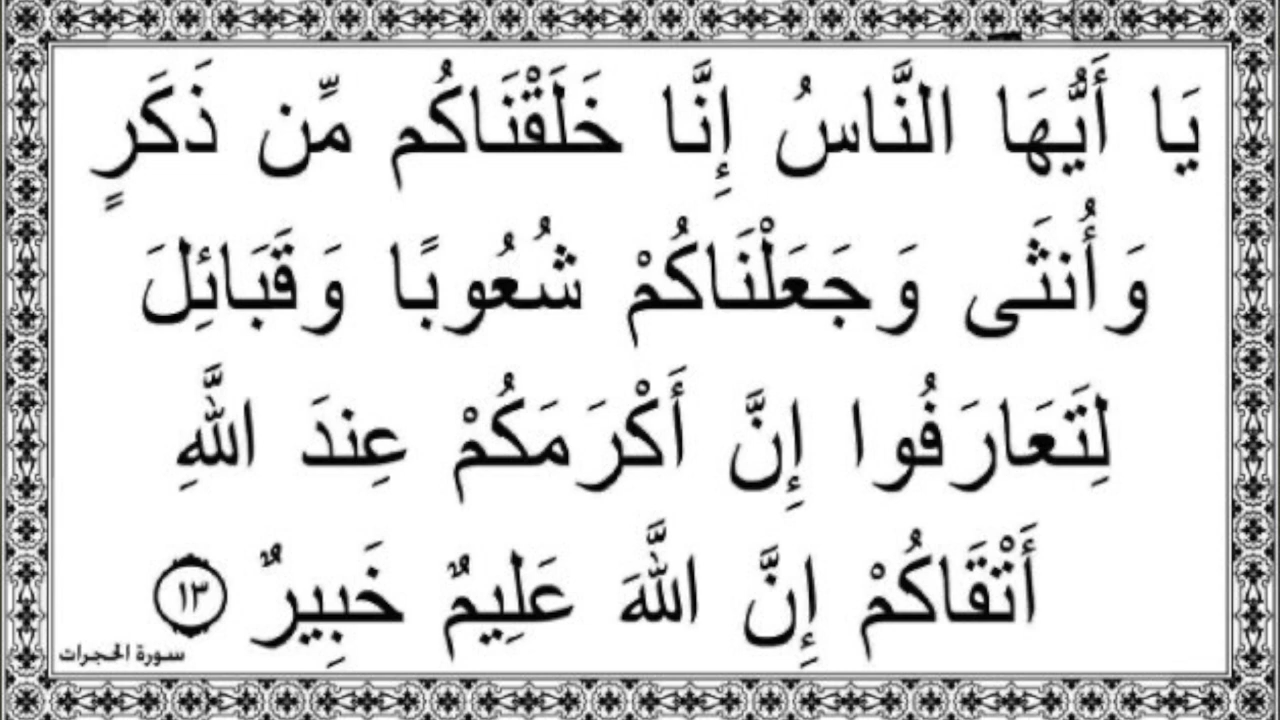 يَا أَيُّهَا النَّاسُ إِنَّا خَلَقْنَاكُم مِّن ذَكَرٍ
وَأُنثَى وَجَعَلْنَاكُمْ شُعُوبًا وَقَبَائِلَ
لِتَعَارَفُوا إِنَّ أَكْرَمَكُمْ عِندَ اللَّهِ
أَتْقَاكُمْ إِنَّ اللَّهَ عَلِيمٌ خَبِيرٌ ١٣
سورة الحجرات